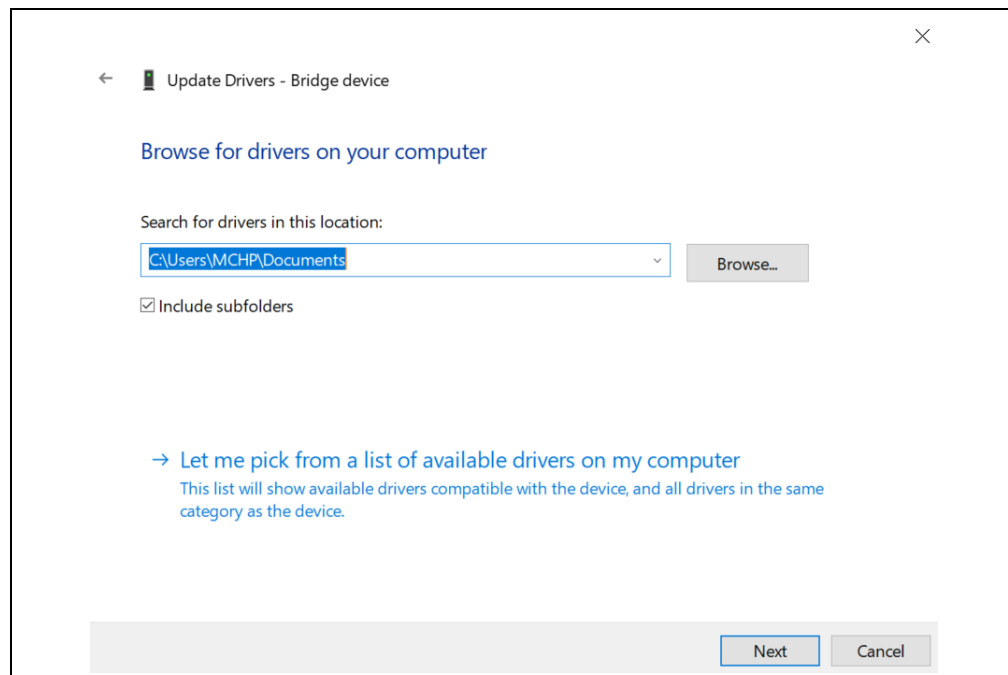 Update Drivers - Bridge device
Browse for drivers on your computer
Search for drivers in this location:
C:\Users\MCHP\Documents
Browse...
Include subfolders
Let me pick from a list of available drivers on my computer
This list will show available drivers compatible with the device, and all drivers in the same
category as the device.
Next
Cancel